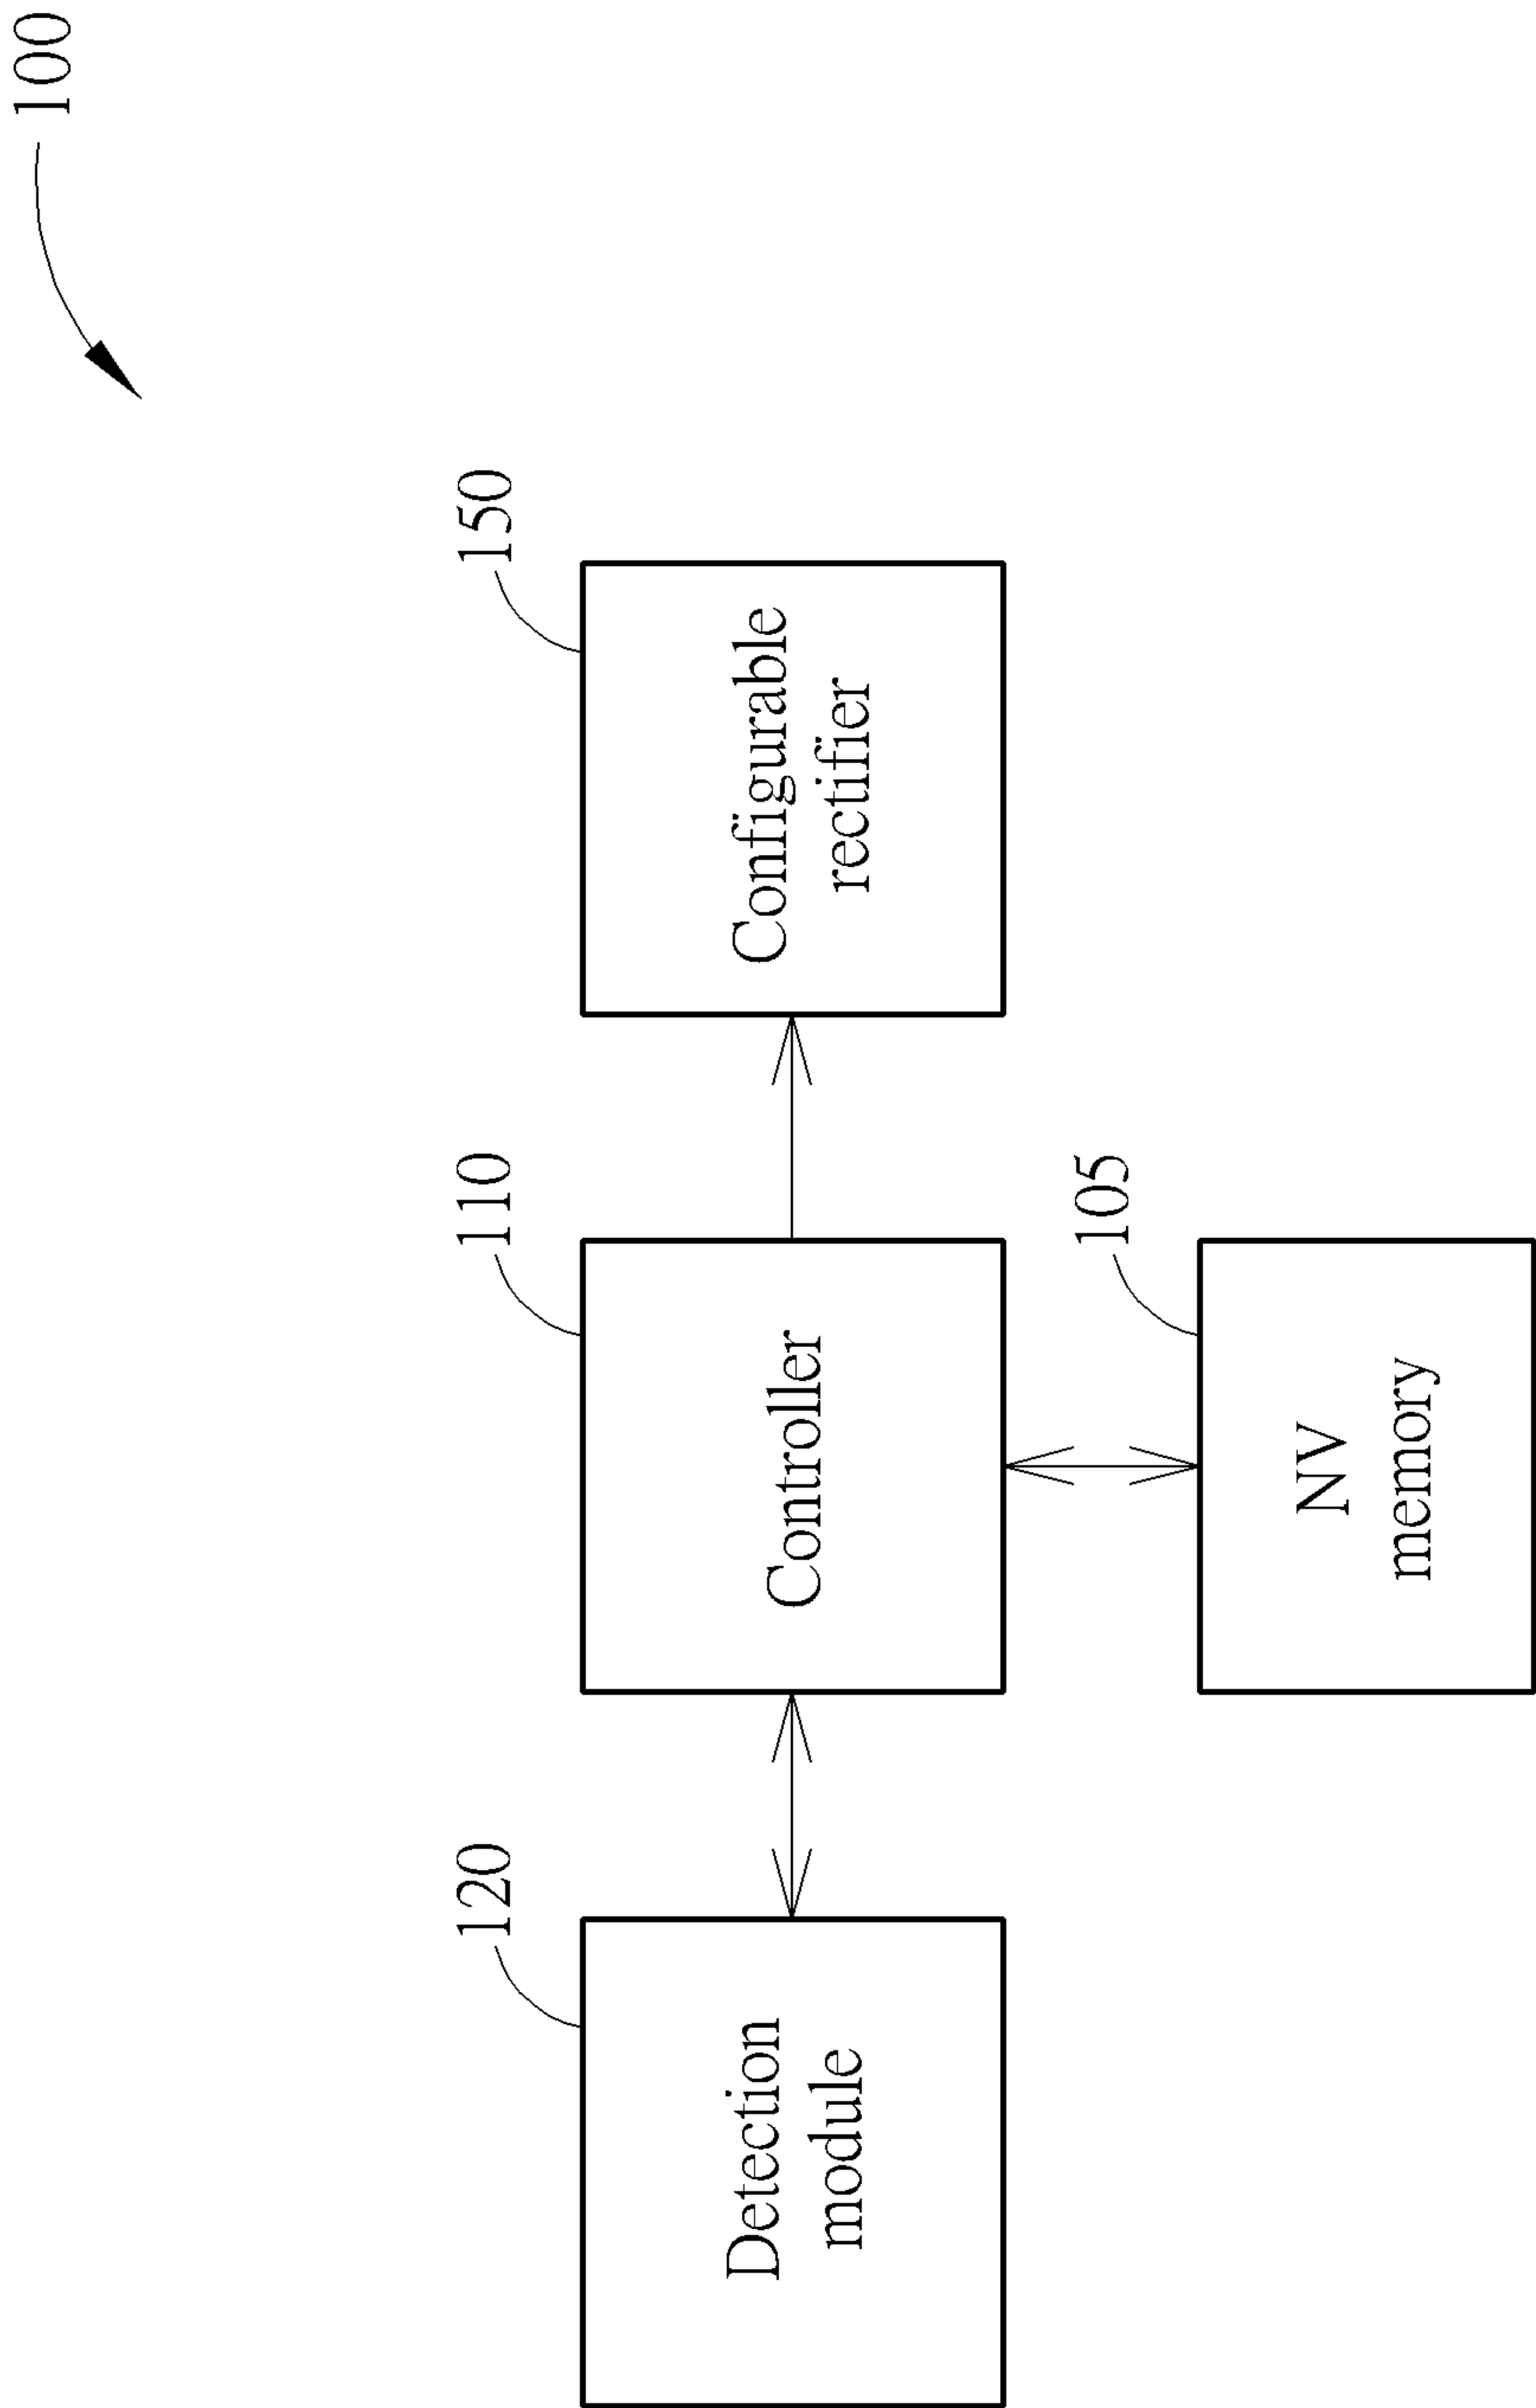 100
120
110
150
Detection
module
Controller
Configurable
rectifier
105
NV
memory